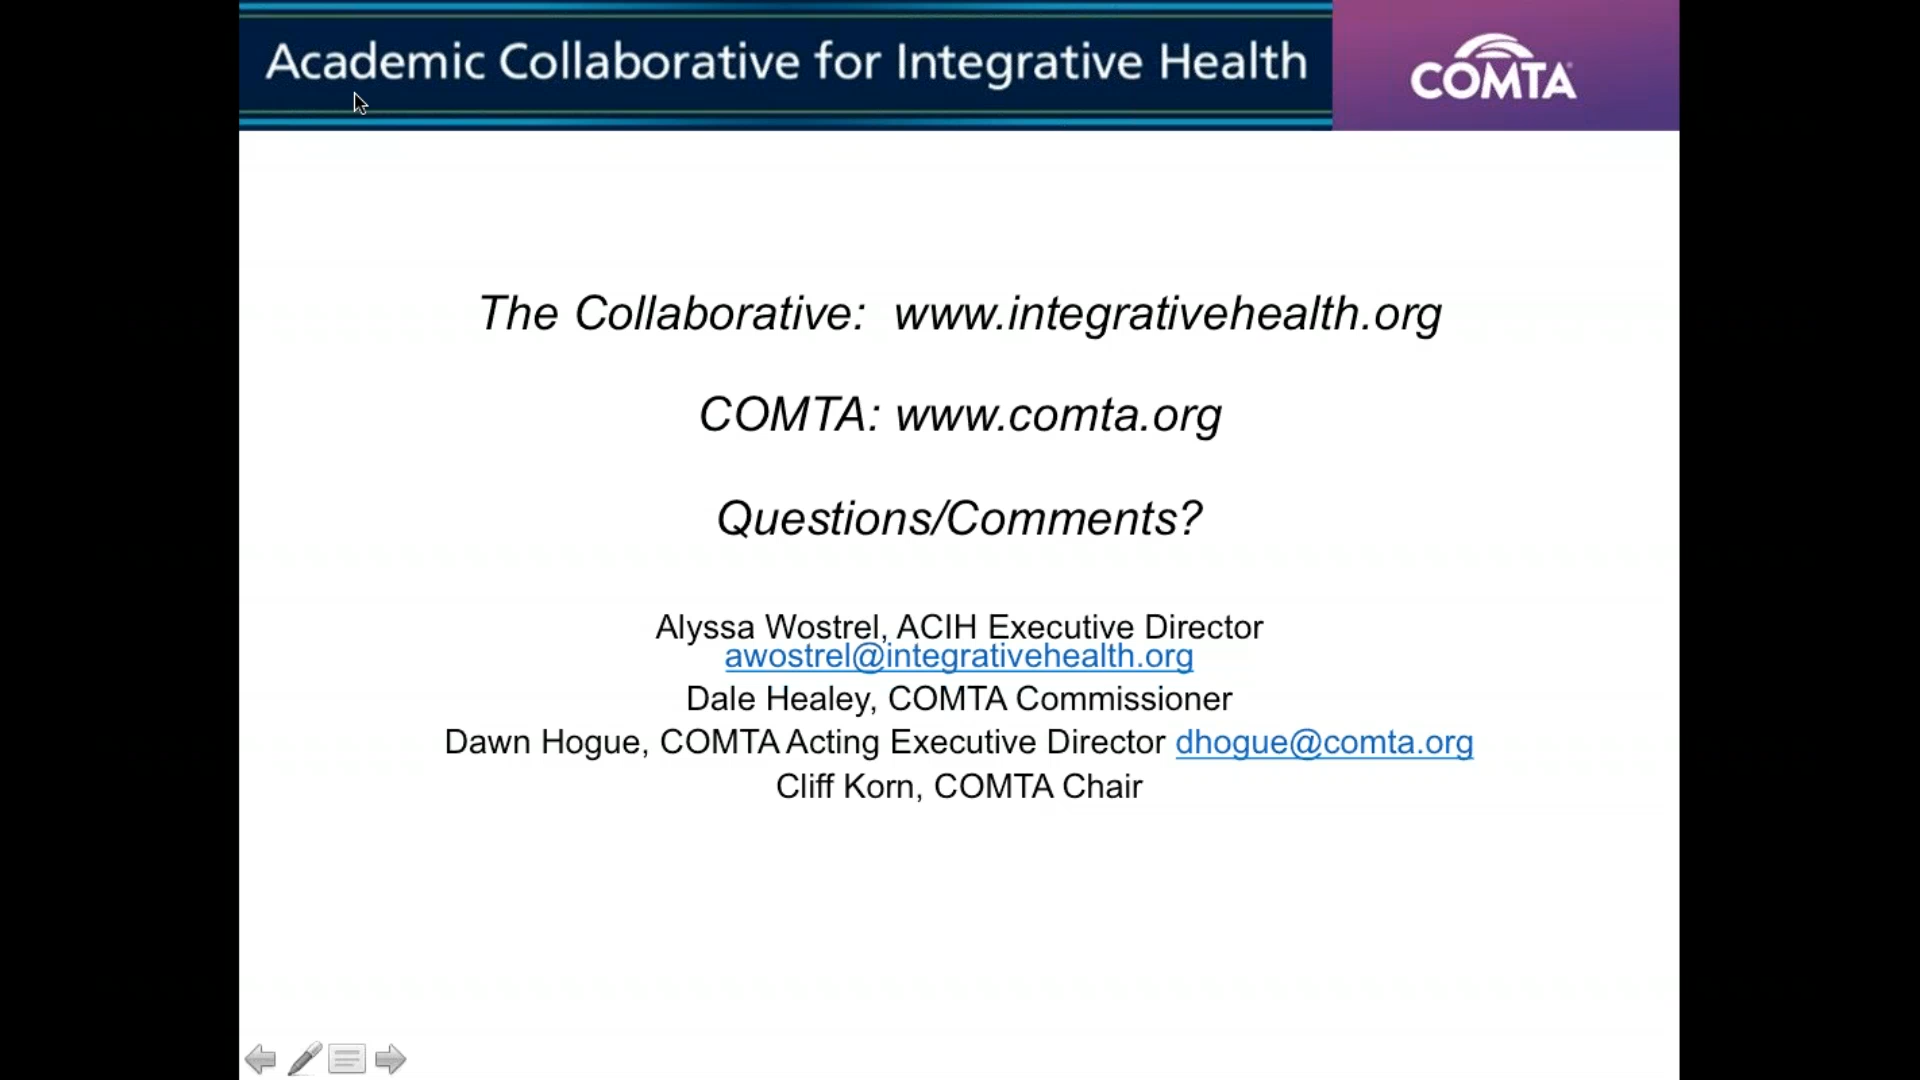 Academic Collaborative for Integrative Health
COMTA
The Collaborative: www.integrativehealth.org
COMTA: www.comta.org
Questions/Comments?
Alyssa Wostrel, ACIH Executive Director
awostrel@integrativehealth.org
Dale Healey, COMTA Commissioner
Dawn Hogue, COMTA Acting Executive Director dhogue@comta.org
Cliff Korn, COMTA Chair